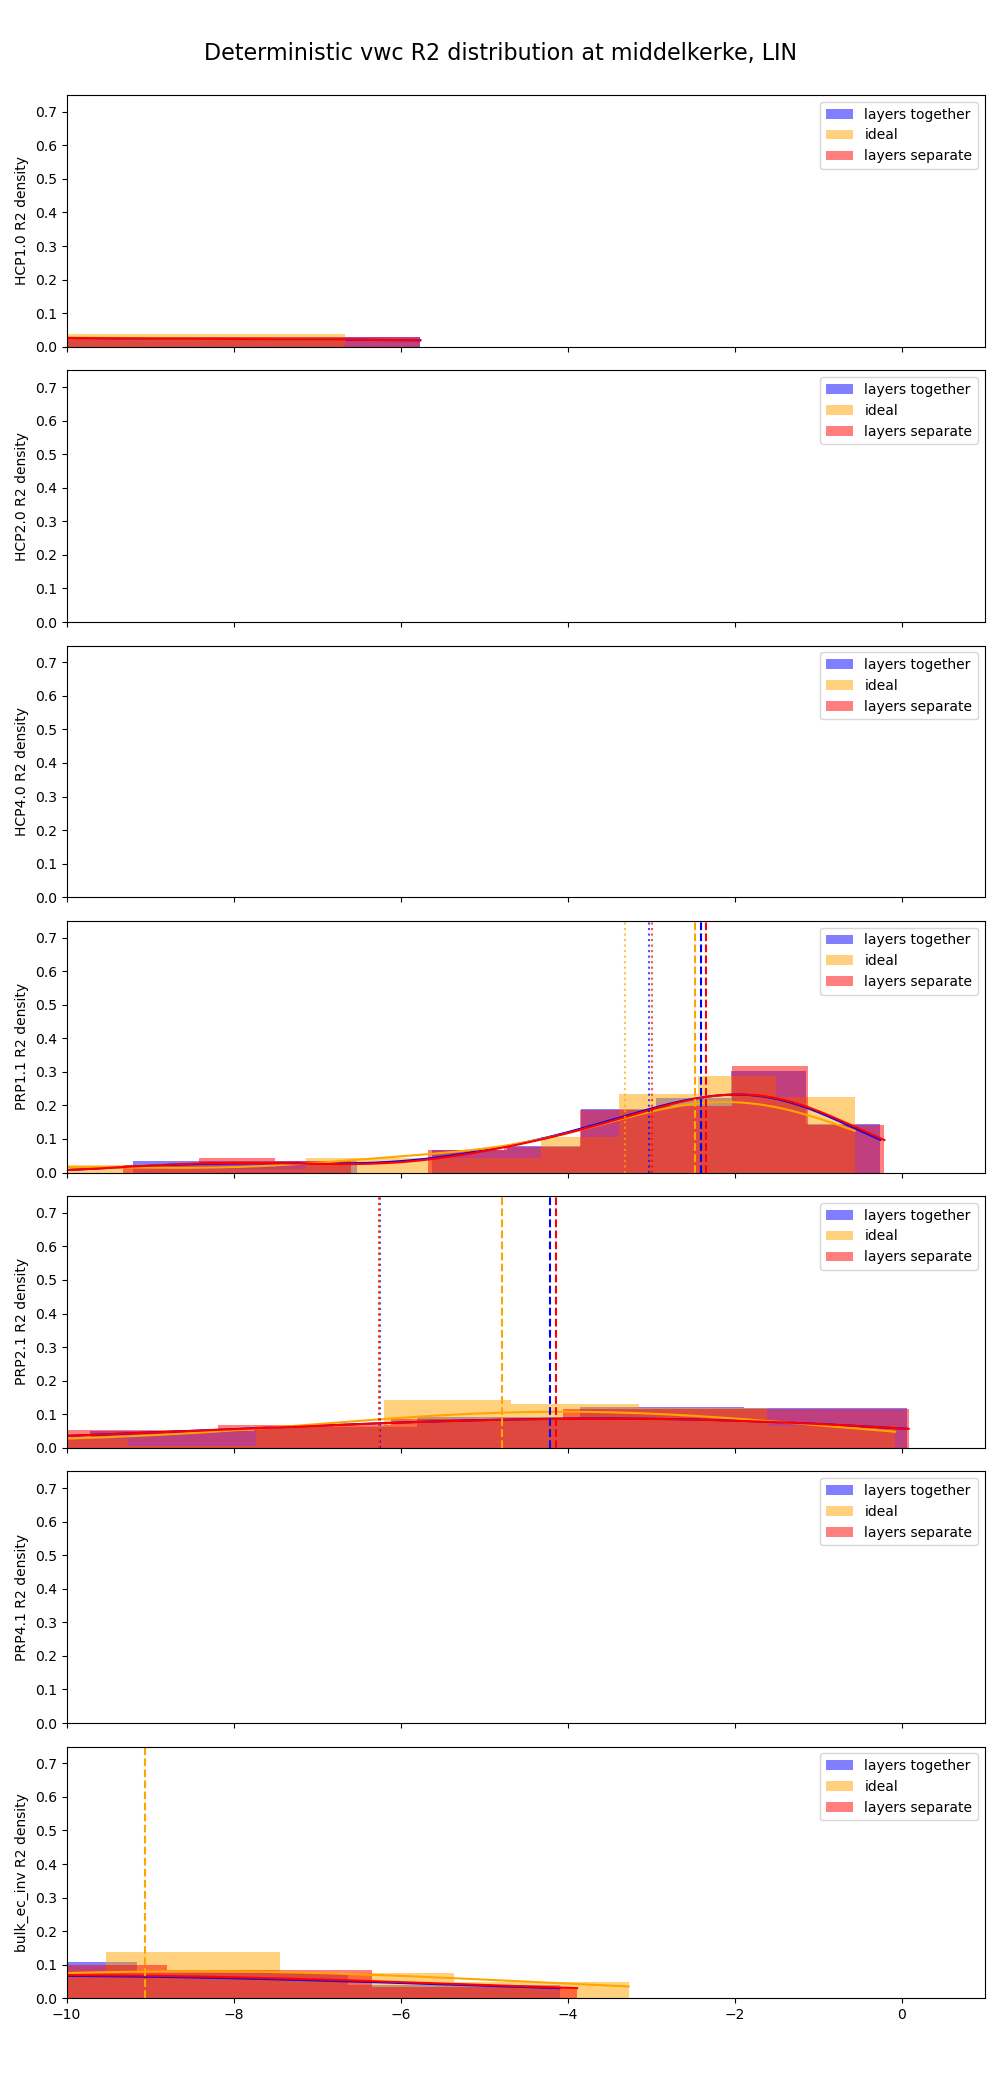 Deterministic vwc R2 distribution at middelkerke, LIN
HCP1.0 R2 density
0.7
0.6
0.5
0.4
0.3
0.2
0.1
0.0
layers together
ideal
layers separate
HCP2.0 R2 density
0.7
0.6
0.5
0.4
0.3
0.2
0.1
0.0
layers together
ideal
layers separate
HCP4.0 R2 density
0.7
0.6
0.5
0.4
0.3
0.2
0.1
0.0
layers together
ideal
layers separate
PRP1.1 R2 density
0.7
0.6
0.5
0.4
0.3
0.2
0.1
0.0
layers together
ideal
layers separate
PRP2.1 R2 density
0.7
0.6
0.5
0.4
0.3
0.2
0.1
0.0
layers together
ideal
layers separate
PRP4.1 R2 density
0.7
0.6
0.5
0.4
0.3
0.2
0.1
0.0
layers together
ideal
layers separate
bulk_ec_inv R2 density
0.7
0.6
0.5
0.4
0.3
0.2
0.1
0.0
layers together
ideal
layers separate
−10 −8 −6 −4 −2 0